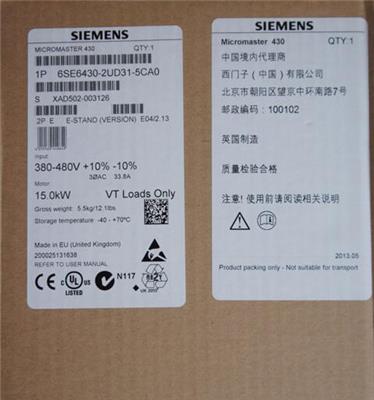 SIEMENS
MICROMASTER 430 QTY:1
1P 6SE6430-2UD31-5CA0
S XAD502-003126
2P E E-STAND (VERSION) E04/2.13
Input:
380-480V +10% -10%
3ØAC 33.8A
Motor:
15.0kW VT Loads Only
Gross weight: 5.5kg/12.1lbs
Storage temperature: -40 - +70°C
Made in EU (United Kingdom)
200025131638
REFER TO USER MANUAL
CE
C UL US
LISTED
N117
SIEMENS
Micromaster 430 QTY:1
中国境内代理商
西门子（中国）有限公司
北京市朝阳区望京中环南路7号
邮政编码：100102
英国制造
质量检验合格
注意! 使用前请阅读相关说明
2013.05
Product packing only - Not suitable for transport